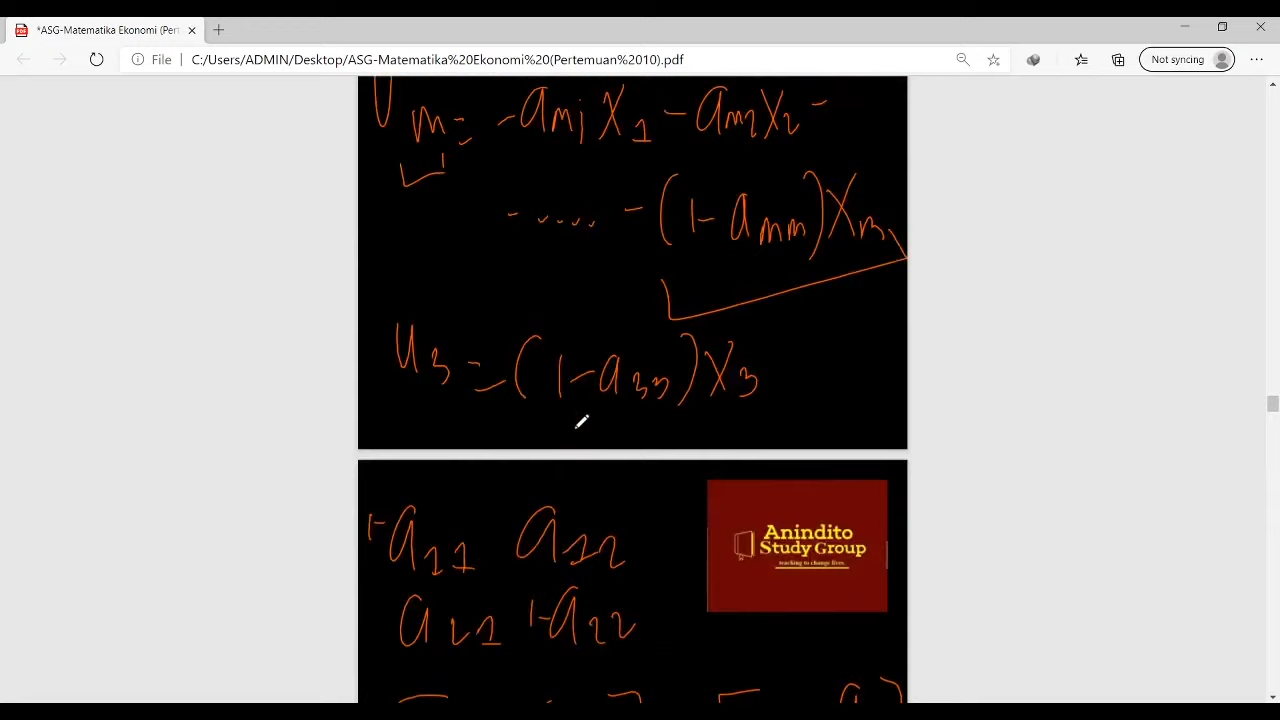 *ASG-Matematika Ekonomi (Pert
File C:/Users/ADMIN/Desktop/ASG-Matematika%20Ekonomi%20(Pertemuan%2010).pdf
Not syncing
U m = -am1 X1 - am2 X2 -
- ..... - (1-amm) Xm
U3 = (1-a33) X3
1-a11 a12
a21 1-a22
Anindito
Study Group
teaching to change lives.